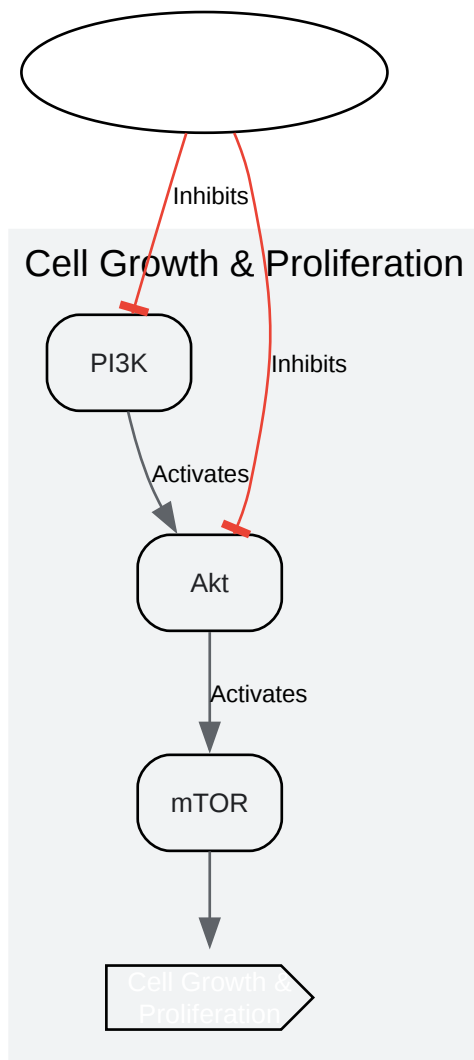 Inhibits
Cell Growth & Proliferation
PI3K
Inhibits
Activates
Akt
Activates
mTOR
Cell Growth &
Proliferation